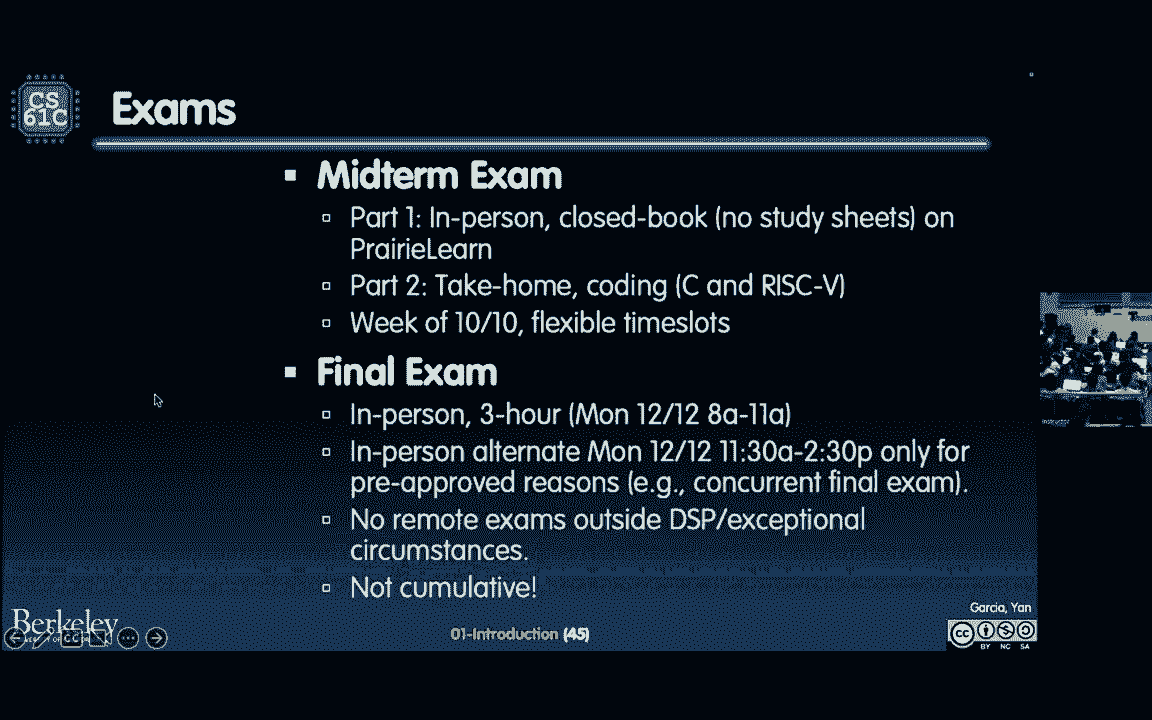 CS
61C
Exams
▪ Midterm Exam
▫ Part 1: In-person, closed-book (no study sheets) on
PrairieLearn
▫ Part 2: Take-home, coding (C and RISC-V)
▫ Week of 10/10, flexible timeslots
▪ Final Exam
▫ In-person, 3-hour (Mon 12/12 8a-11a)
▫ In-person alternate Mon 12/12 11:30a-2:30p only for
pre-approved reasons (e.g., concurrent final exam).
▫ No remote exams outside DSP/exceptional
circumstances.
▫ Not cumulative!
Garcia, Yan
Berkeley
01-Introduction (45)
cc
BY NC SA